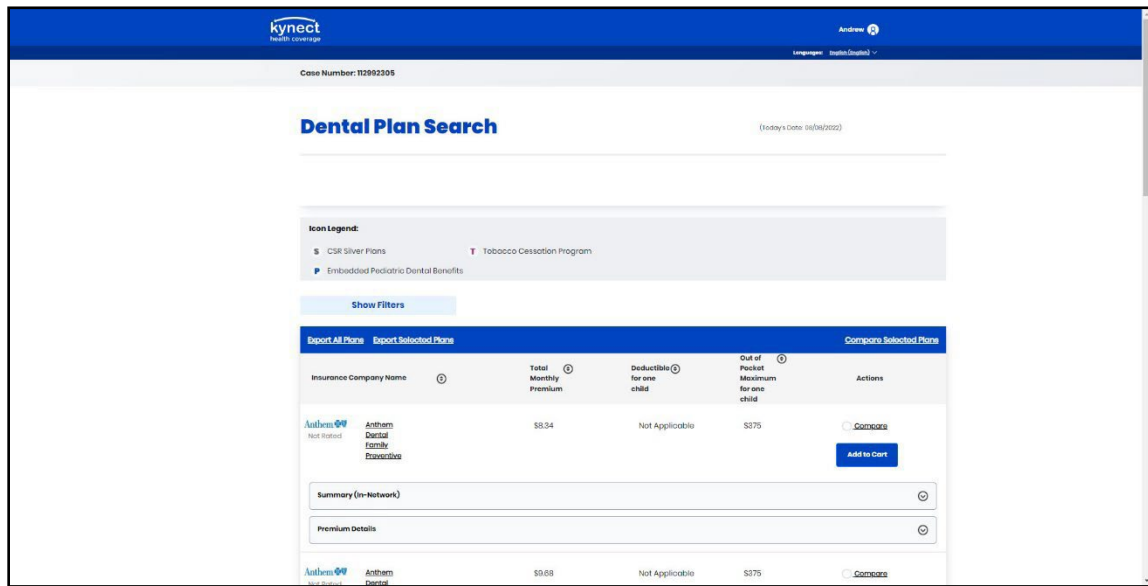 kynect
health coverage
Andrew
Languages: English (English)
Case Number: 112992305
Dental Plan Search
(Today's Date: 08/08/2022)
Icon Legend:
S CSR Silver Plans
T Tobacco Cessation Program
P Embedded Pediatric Dental Benefits
Show Filters
Export All Plans Export Selected Plans Compare Selected Plans
Insurance Company Name
Total
Monthly
Premium
Deductible
for one
child
Out of
Pocket
Maximum
for one
child
Actions
Anthem
Not Rated
Anthem
Dental
Family
Preventive
$8.34
Not Applicable
$375
Compare
Add to Cart
Summary (In-Network)
Premium Details
Anthem
Not Rated
Anthem
Dental
$9.68
Not Applicable
$375
Compare